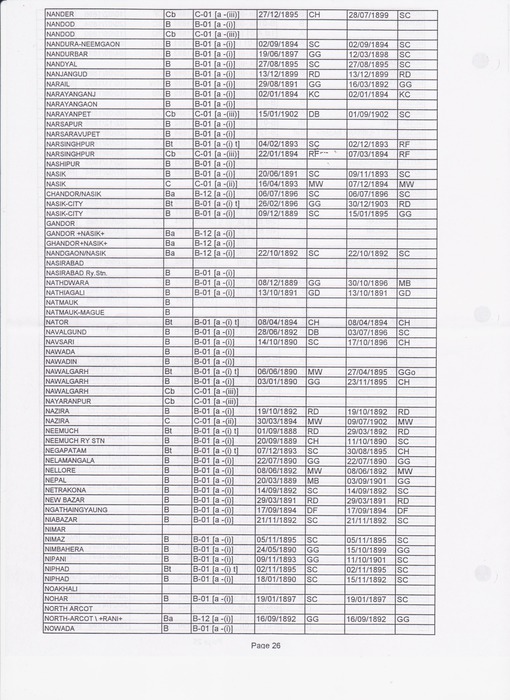 NANDER Cb C-01 [a -(iii)] 27/12/1895 CH 28/07/1899 SC
NANDOD B B-01 [a -(i)]
NANDOD Cb C-01 [a -(iii)]
NANDURA-NEEMGAON B B-01 [a -(i)] 02/09/1894 SC 02/09/1894 SC
NANDURBAR B B-01 [a -(i)] 19/06/1897 GG 12/03/1898 SC
NANDYAL B B-01 [a -(i)] 27/08/1895 SC 27/08/1895 SC
NANJANGUD B B-01 [a -(i)] 13/12/1899 RD 13/12/1899 RD
NARAIL B B-01 [a -(i)] 29/08/1891 GG 16/03/1892 GG
NARAYANGANJ B B-01 [a -(i)] 02/01/1894 KC 02/01/1894 KC
NARAYANGAON B B-01 [a -(i)]
NARAYANPET Cb C-01 [a -(iii)] 15/01/1902 DB 01/09/1902 SC
NARSAPUR B B-01 [a -(i)]
NARSARAVUPET B B-01 [a -(i)]
NARSINGHPUR Bt B-01 [a -(i) t] 04/02/1893 SC 02/12/1893 RF
NARSINGHPUR Cb C-01 [a -(iii)] 22/01/1894 RF 07/03/1894 RF
NASHIPUR B B-01 [a -(i)]
NASIK B B-01 [a -(i)] 20/06/1891 SC 09/11/1893 SC
NASIK C C-01 [a -(ii)] 16/04/1893 MW 07/12/1894 MW
CHANDOR/NASIK Ba B-12 [a -(i)] 06/07/1896 SC 06/07/1896 SC
NASIK-CITY Bt B-01 [a -(i) t] 26/02/1896 GG 30/12/1903 RD
NASIK-CITY B B-01 [a -(i)] 09/12/1889 SC 15/01/1895 GG
GANDOR
GANDOR +NASIK+ Ba B-12 [a -(i)]
GHANDOR+NASIK+ Ba B-12 [a -(i)]
NANDGAON/NASIK Ba B-12 [a -(i)] 22/10/1892 SC 22/10/1892 SC
NASIRABAD
NASIRABAD Ry.Stn. B B-01 [a -(i)]
NATHDWARA B B-01 [a -(i)] 08/12/1889 GG 30/10/1896 MB
NATHIAGALI B B-01 [a -(i)] 13/10/1891 GD 13/10/1891 GD
NATMAUK B
NATMAUK-MAGUE B
NATOR Bt B-01 [a -(i) t] 08/04/1894 CH 08/04/1894 CH
NAVALGUND B B-01 [a -(i)] 28/06/1892 DB 03/07/1896 SC
NAVSARI B B-01 [a -(i)] 14/10/1890 SC 17/10/1896 CH
NAWADA B B-01 [a -(i)]
NAWADIN B B-01 [a -(i)]
NAWALGARH Bt B-01 [a -(i) t] 06/06/1890 MW 27/04/1895 GGo
NAWALGARH B B-01 [a -(i)] 03/01/1890 GG 23/11/1895 CH
NAWALGARH Cb C-01 [a -(iii)]
NAYARANPUR Cb C-01 [a -(iii)]
NAZIRA B B-01 [a -(i)] 19/10/1892 RD 19/10/1892 RD
NAZIRA C C-01 [a -(ii)] 30/03/1894 MW 09/07/1902 MW
NEEMUCH Bt B-01 [a -(i) t] 01/09/1888 RD 29/03/1892 RD
NEEMUCH RY STN B B-01 [a -(i)] 20/09/1889 CH 11/10/1890 SC
NEGAPATAM Bt B-01 [a -(i) t] 07/12/1893 SC 30/08/1895 CH
NELAMANGALA B B-01 [a -(i)] 22/07/1890 GG 22/07/1890 GG
NELLORE B B-01 [a -(i)] 08/06/1892 MW 08/06/1892 MW
NEPAL B B-01 [a -(i)] 20/03/1889 MB 03/09/1901 GG
NETRAKONA B B-01 [a -(i)] 14/09/1892 SC 14/09/1892 SC
NEW BAZAR B B-01 [a -(i)] 29/03/1891 RD 29/03/1891 RD
NGATHAINGYAUNG B B-01 [a -(i)] 17/09/1894 DF 17/09/1894 DF
NIABAZAR B B-01 [a -(i)] 21/11/1892 SC 21/11/1892 SC
NIMAR
NIMAZ B B-01 [a -(i)] 05/11/1895 SC 05/11/1895 SC
NIMBAHERA B B-01 [a -(i)] 24/05/1890 GG 15/10/1899 GG
NIPANI B B-01 [a -(i)] 09/11/1893 GG 11/10/1901 SC
NIPHAD Bt B-01 [a -(i) t] 02/11/1895 SC 02/11/1895 SC
NIPHAD B B-01 [a -(i)] 18/01/1890 SC 15/11/1892 SC
NOAKHALI
NOHAR B B-01 [a -(i)] 19/01/1897 SC 19/01/1897 SC
NORTH ARCOT
NORTH-ARCOT \ +RANI+ Ba B-12 [a -(i)] 16/09/1892 GG 16/09/1892 GG
NOWADA B B-01 [a -(i)]
Page 26